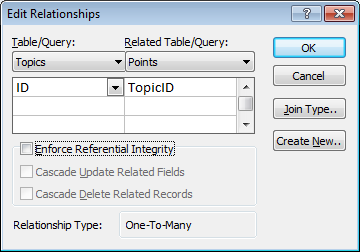 Edit Relationships
?
Table/Query: Related Table/Query:
Topics Points
OK
ID TopicID
Cancel
Join Type..
Create New..
Enforce Referential Integrity
Cascade Update Related Fields
Cascade Delete Related Records
Relationship Type: One-To-Many